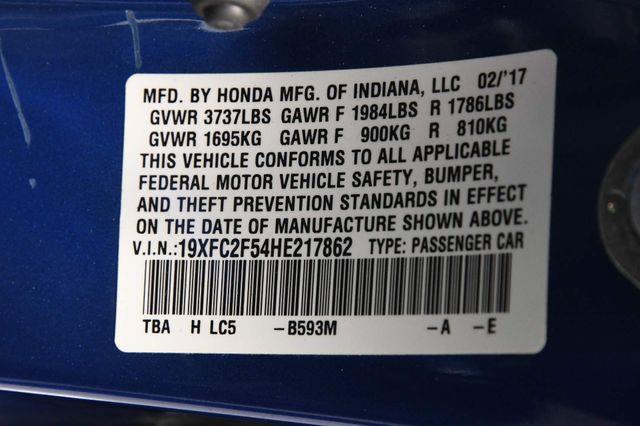 MFD. BY HONDA MFG. OF INDIANA, LLC 02/'17
GVWR 3737LBS GAWR F 1984LBS R 1786LBS
GVWR 1695KG GAWR F 900KG R 810KG
THIS VEHICLE CONFORMS TO ALL APPLICABLE
FEDERAL MOTOR VEHICLE SAFETY, BUMPER,
AND THEFT PREVENTION STANDARDS IN EFFECT
ON THE DATE OF MANUFACTURE SHOWN ABOVE.
V.I.N.:19XFC2F54HE217862 TYPE: PASSENGER CAR
TBA H LC5 -B593M -A -E